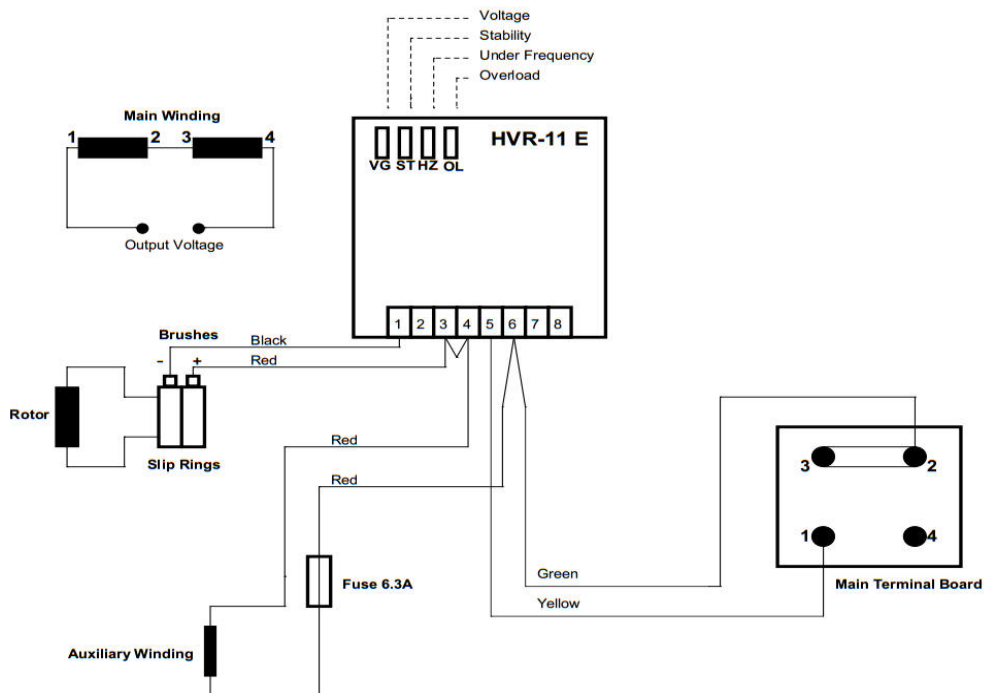 Voltage
Stability
Under Frequency
Overload
Main Winding
1 2 3 4
Output Voltage
HVR-11 E
VG ST HZ OL
1 2 3 4 5 6 7 8
Brushes
Black
- +
Red
Rotor
Slip Rings
Red
Red
3 2
1 4
Main Terminal Board
Fuse 6.3A
Green
Yellow
Auxiliary Winding